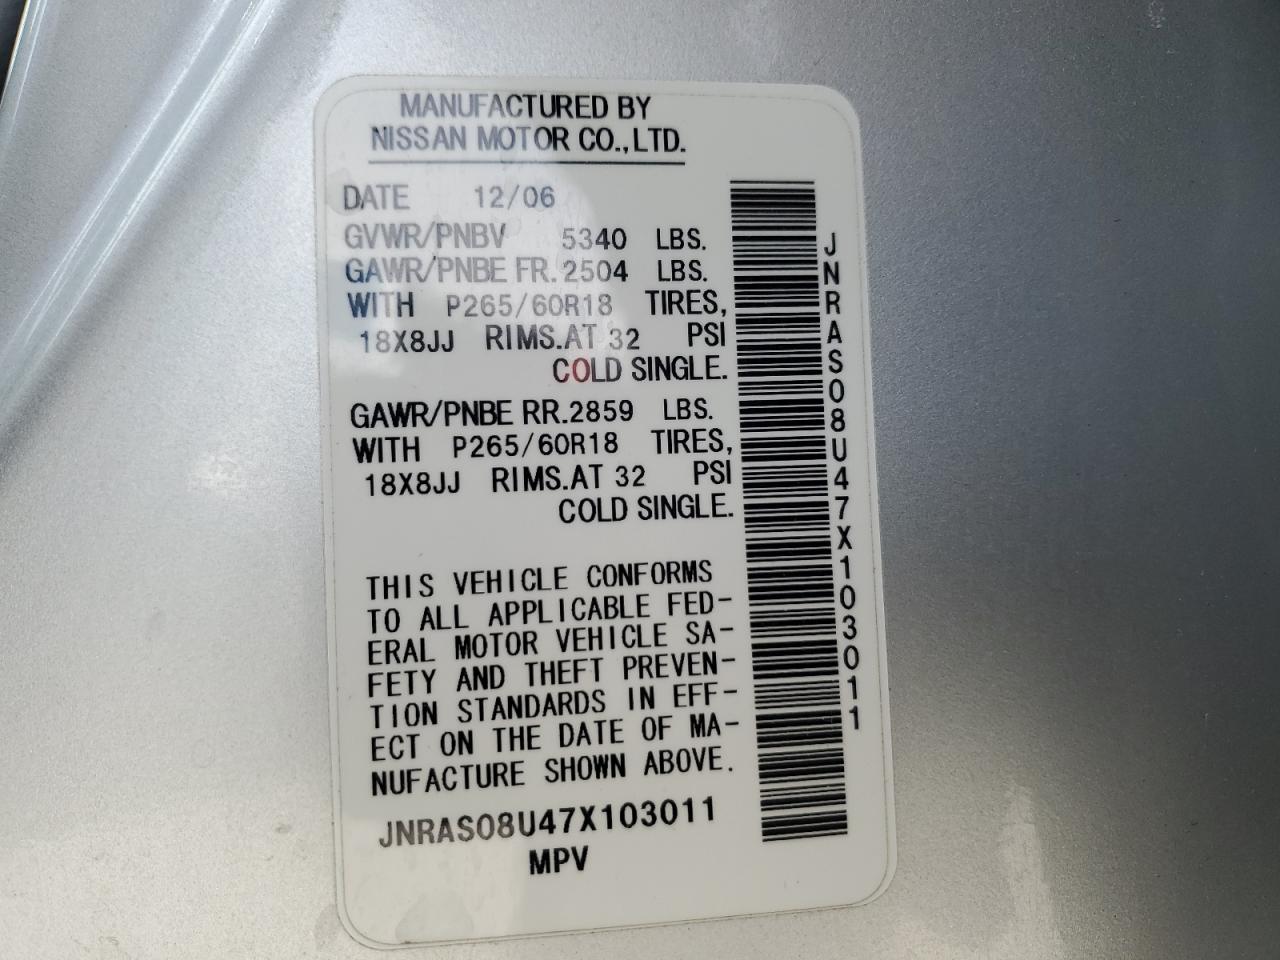 MANUFACTURED BY
NISSAN MOTOR CO.,LTD.
DATE 12/06
GVWR/PNBV 5340 LBS.
GAWR/PNBE FR. 2504 LBS.
WITH P265/60R18 TIRES,
18X8JJ RIMS.AT 32 PSI
COLD SINGLE.
GAWR/PNBE RR. 2859 LBS.
WITH P265/60R18 TIRES,
18X8JJ RIMS.AT 32 PSI
COLD SINGLE.
THIS VEHICLE CONFORMS
TO ALL APPLICABLE FED-
ERAL MOTOR VEHICLE SA-
FETY AND THEFT PREVEN-
TION STANDARDS IN EFF-
ECT ON THE DATE OF MA-
NUFACTURE SHOWN ABOVE.
JNRAS08U47X103011
MPV
JNRAS08U47X103011